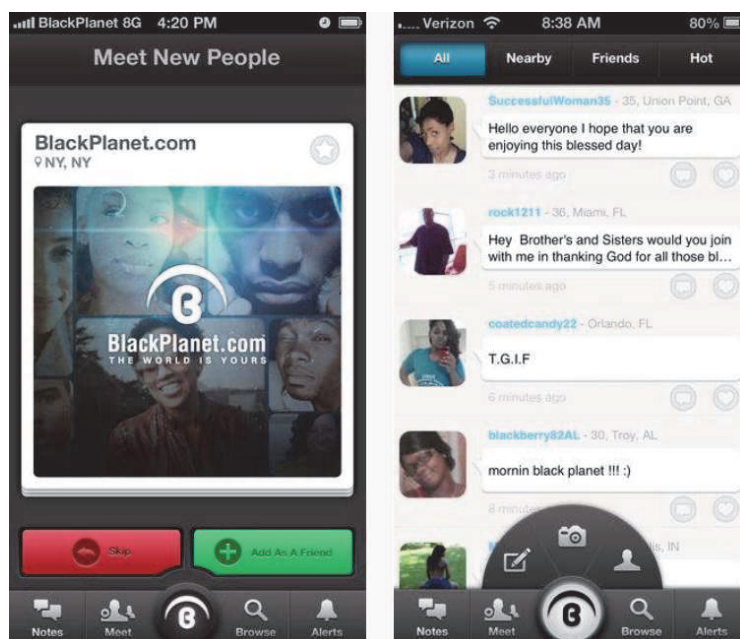 BlackPlanet 8G 4:20 PM
Meet New People
BlackPlanet.com
NY, NY
BlackPlanet.com
THE WORLD IS YOURS
Skip
Add As A Friend
Notes
Meet
Browse
Alerts
Verizon 8:38 AM 80%
All
Nearby
Friends
Hot
SuccessfulWoman35 - 35, Union Point, GA
Hello everyone I hope that you are
enjoying this blessed day!
3 minutes ago
rock1211 - 36, Miami, FL
Hey Brother's and Sisters would you join
with me in thanking God for all those bl...
5 minutes ago
coatedcandy22 - Orlando, FL
T.G.I.F
6 minutes ago
blackberry82AL - 30, Troy, AL
mornin black planet !!! :)
8 minutes
IN
Notes
Meet
Browse
Alerts